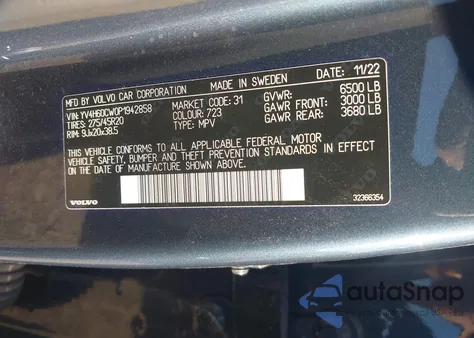 MFD BY VOLVO CAR CORPORATION MADE IN SWEDEN DATE: 11/22
VIN: YV4H60CW0P1942858 MARKET CODE: 31 GVWR: 6500 LB
TIRES: 275/45R20 COLOUR: 723 GAWR FRONT: 3000 LB
RIM: 9Jx20x38.5 TYPE: MPV GAWR REAR: 3680 LB
THIS VEHICLE CONFORMS TO ALL APPLICABLE FEDERAL MOTOR
VEHICLE SAFETY, BUMPER AND THEFT PREVENTION STANDARDS IN EFFECT
ON THE DATE OF MANUFACTURE SHOWN ABOVE.
VOLVO 32366354
autoSnap